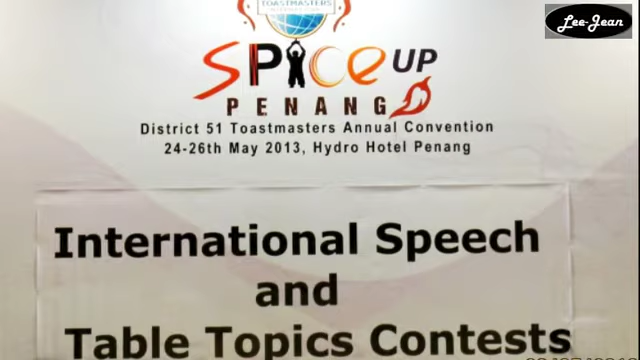 Lee-Jean
TOASTMASTERS
SPICE UP
PENANG
District 51 Toastmasters Annual Convention
24-26th May 2013, Hydro Hotel Penang
International Speech
and
Table Topics Contests